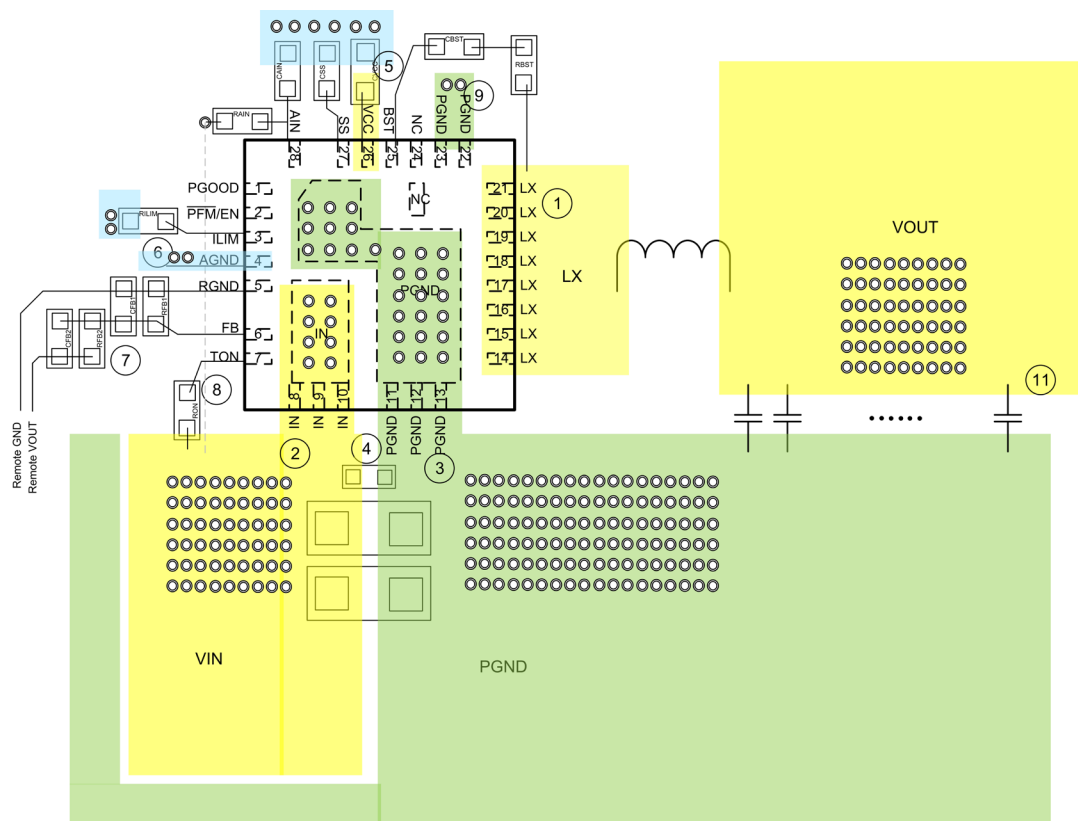 CBST
RBST
CAIN
CSS
CVCC
5
RAIN
AIN
SS
VCC
BST
NC
PGND
PGND
9
28
27
26
25
24
23
22
PGOOD 1
PFM/EN 2
ILIM 3
AGND 4
RGND 5
FB 6
TON 7
RILIM
6
NC
21 LX
20 LX
19 LX
18 LX
17 LX
16 LX
15 LX
14 LX
1
LX
VOUT
PGND
IN
CFB1
RFB1
CFB2
RFB2
7
8
RON
8
9
10
11
12
13
IN
IN
IN
PGND
PGND
PGND
2
4
3
11
......
Remote GND
Remote VOUT
VIN
PGND